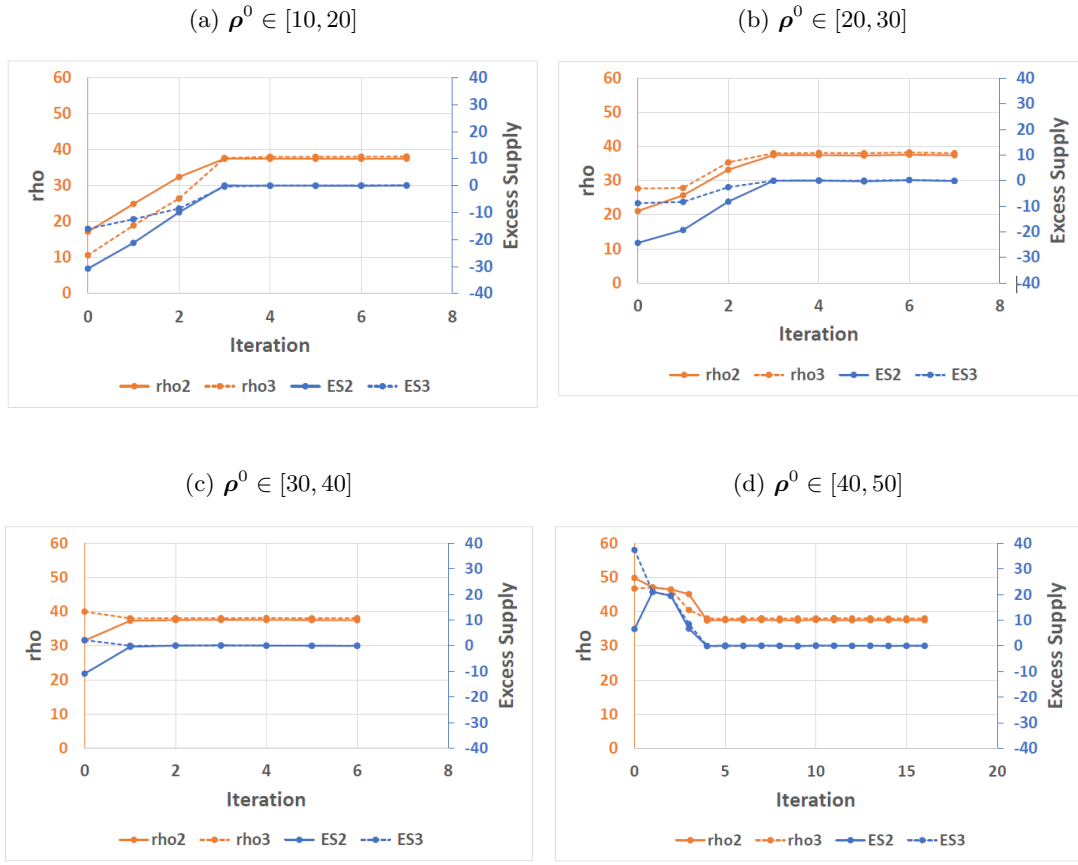 (a) 𝝆⁰ ∈ [10, 20]
60
50
40
30
20
10
0
rho
40
30
20
10
0
-10
-20
-30
-40
Excess Supply
0 2 4 6 8
Iteration
rho2 rho3 ES2 ES3
(b) 𝝆⁰ ∈ [20, 30]
60
50
40
30
20
10
0
rho
40
30
20
10
0
-10
-20
-30
-40
Excess Supply
0 2 4 6 8
Iteration
rho2 rho3 ES2 ES3
(c) 𝝆⁰ ∈ [30, 40]
60
50
40
30
20
10
0
rho
40
30
20
10
0
-10
-20
-30
-40
Excess Supply
0 2 4 6 8
Iteration
rho2 rho3 ES2 ES3
(d) 𝝆⁰ ∈ [40, 50]
60
50
40
30
20
10
0
rho
40
30
20
10
0
-10
-20
-30
-40
Excess Supply
0 5 10 15 20
Iteration
rho2 rho3 ES2 ES3